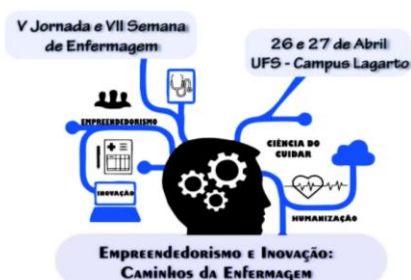 V Jornada e VII Semana
de Enfermagem
26 e 27 de Abril
UFS - Campus Lagarto
EMPREENDEDORISMO
CIÊNCIA DO
CUIDAR
INOVAÇÃO
HUMANIZAÇÃO
EMPREENDEDORISMO E INOVAÇÃO:
CAMINHOS DA ENFERMAGEM